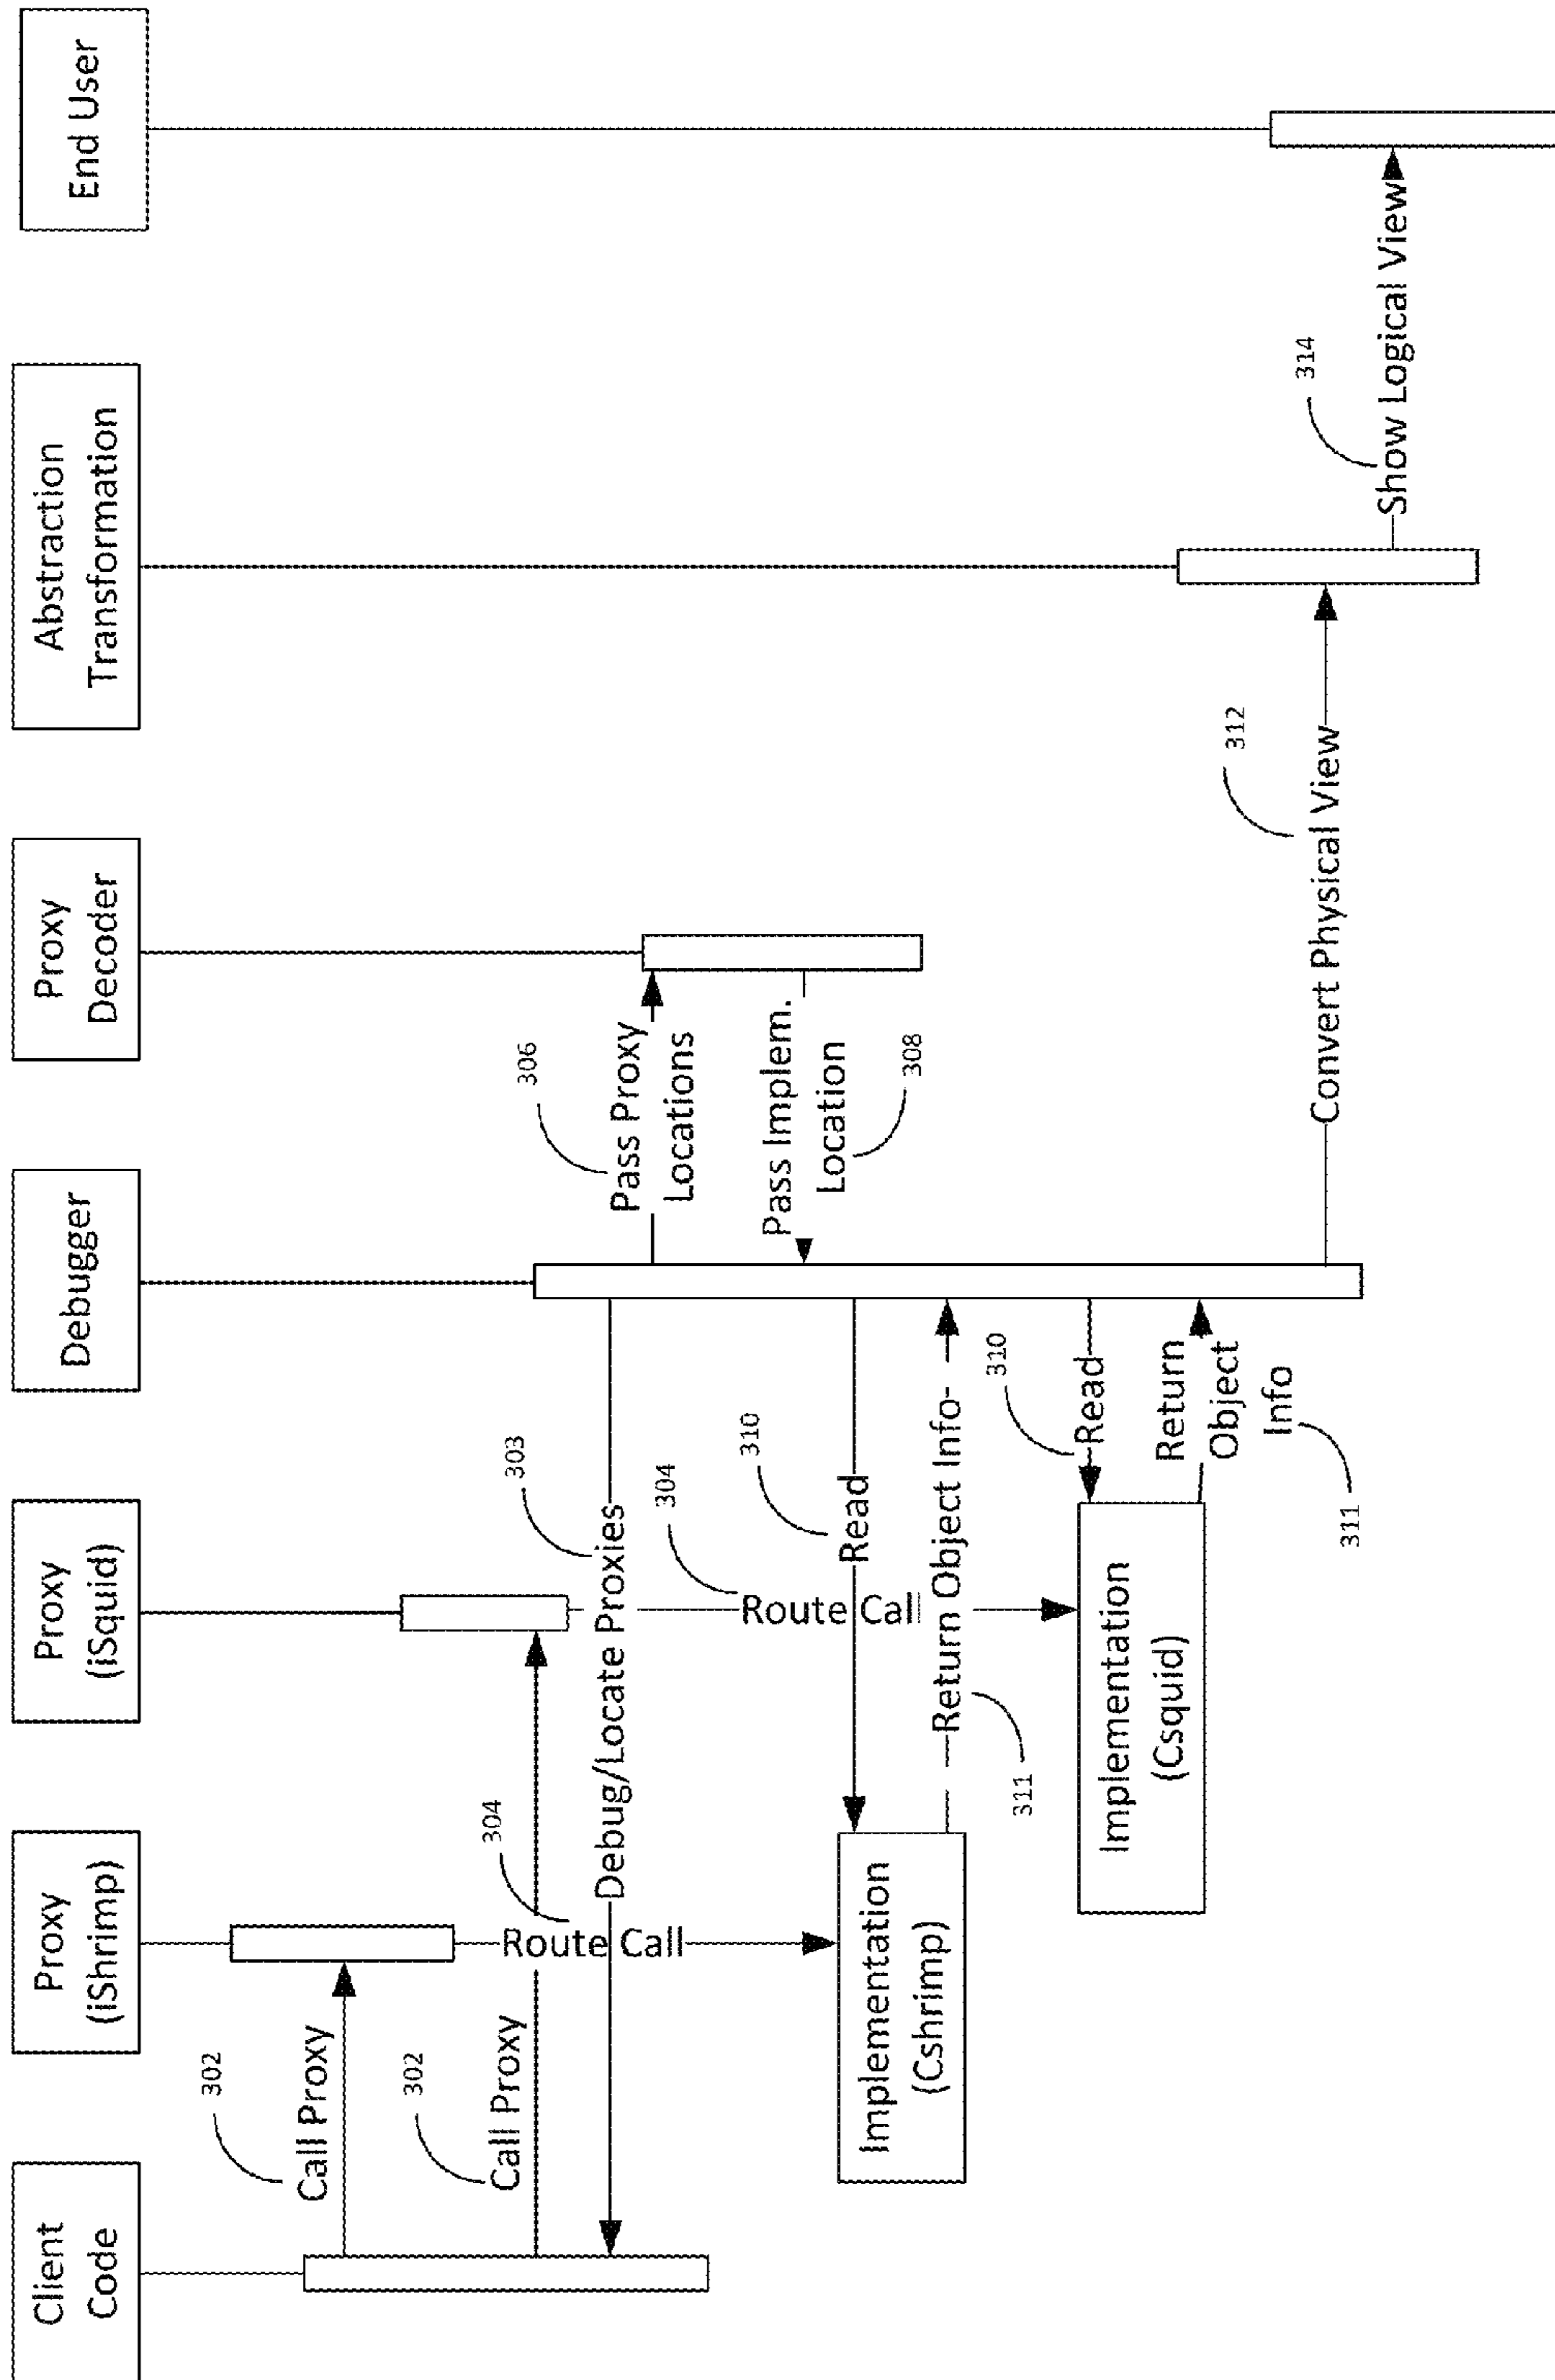 Client
Code
Proxy
(iShrimp)
Proxy
(iSquid)
Debugger
Proxy
Decoder
Abstraction
Transformation
End User
302
Call Proxy
302
Call Proxy
304
Route Call
303
Debug/Locate Proxies
304
Route Call
306
Pass Proxy
Locations
Pass Implem.
Location
308
310
Read
Return Object Info
311
310
Read
Return
Object
Info
311
Implementation
(Cshrimp)
Implementation
(Csquid)
312
Convert Physical View
314
Show Logical View